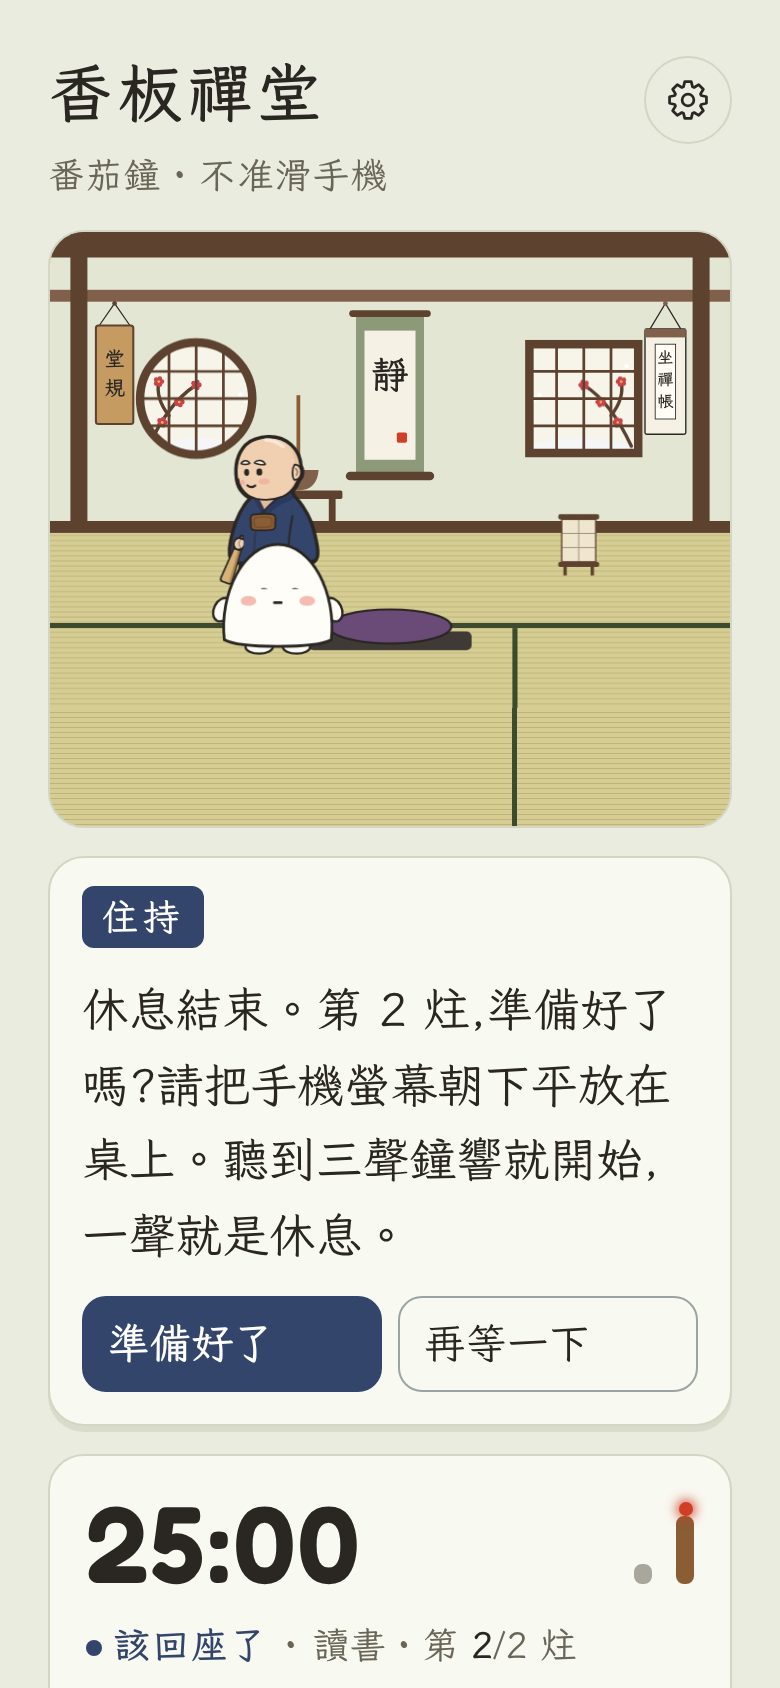 香板禪堂
番茄鐘・不准滑手機
堂規
靜
坐禪帳
住持
休息結束。第 2 炷,準備好了
嗎?請把手機螢幕朝下平放在
桌上。聽到三聲鐘響就開始,
一聲就是休息。
準備好了
再等一下
25:00
該回座了・讀書・第 2/2 炷